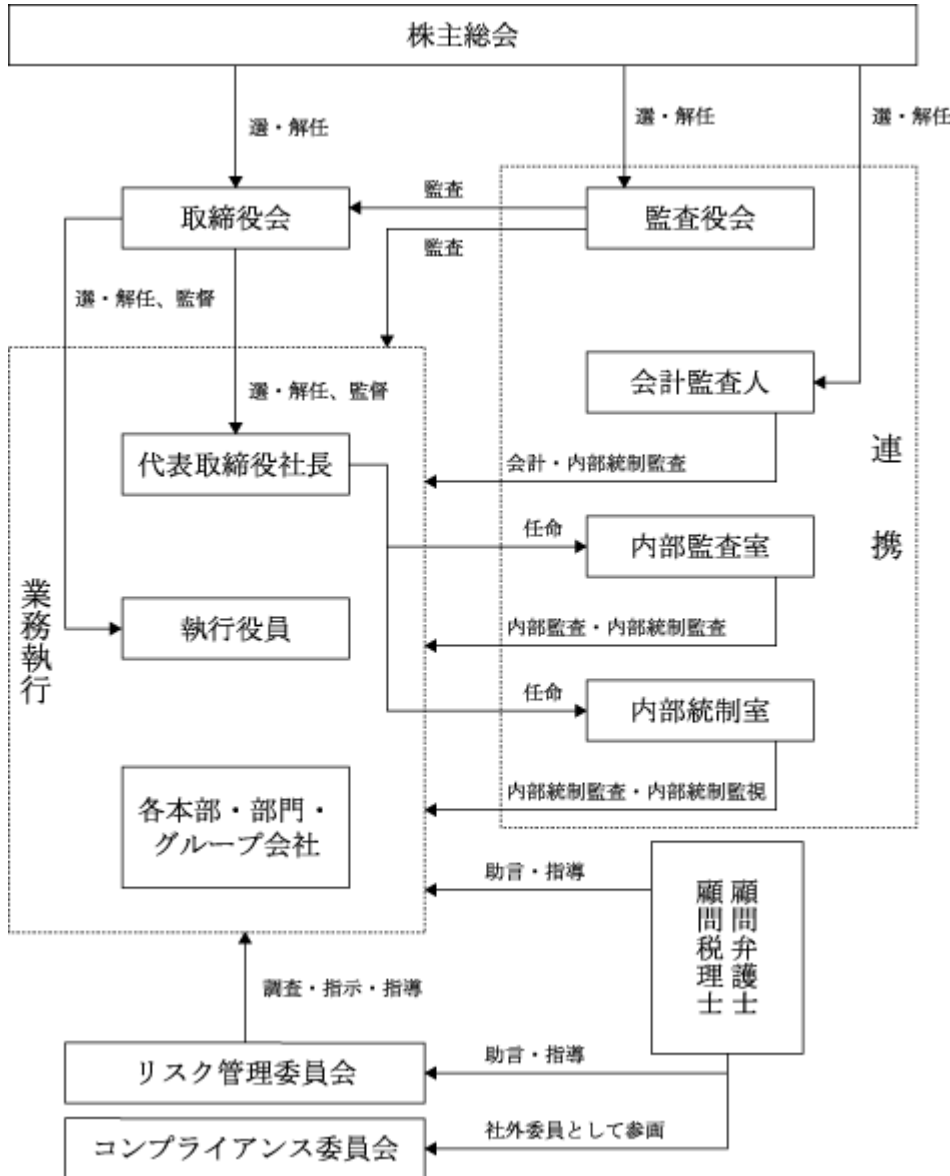 株主総会
選・解任
選・解任
選・解任
取締役会
監査
監査役会
監査
選・解任、監督
選・解任、監督
会計監査人
連携
代表取締役社長
会計・内部統制監査
任命
内部監査室
業務執行
執行役員
内部監査・内部統制監査
任命
内部統制室
各本部・部門・
グループ会社
内部統制監査・内部統制監視
助言・指導
顧問弁護士
顧問税理士
調査・指示・指導
リスク管理委員会
助言・指導
コンプライアンス委員会
社外委員として参画